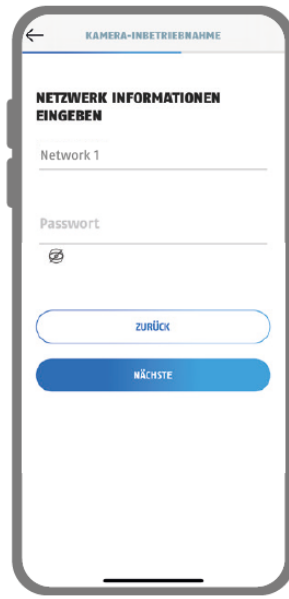 KAMERA-INBETRIEBNAHME
NETZWERK INFORMATIONEN
EINGEBEN
Network 1
Passwort
ZURÜCK
NÄCHSTE